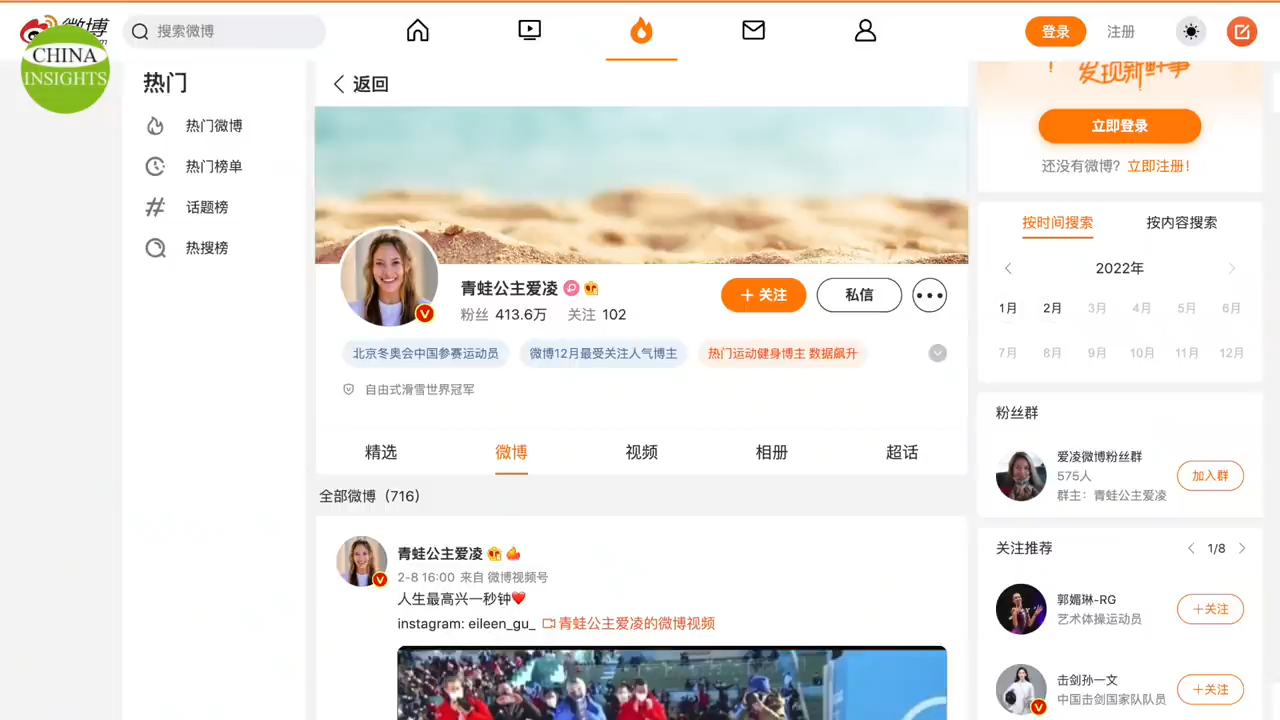 微博
搜索微博
登录
注册
CHINA
INSIGHTS
热门
热门微博
热门榜单
话题榜
热搜榜
返回
青蛙公主爱凌
粉丝 413.6万 关注 102
+ 关注
私信
北京冬奥会中国参赛运动员
微博12月最受关注人气博主
热门运动健身博主 数据飙升
自由式滑雪世界冠军
精选
微博
视频
相册
超话
全部微博（716）
青蛙公主爱凌
2-8 16:00 来自 微博视频号
人生最高兴一秒钟❤️
instagram: eileen_gu_ 青蛙公主爱凌的微博视频
发现新鲜事！
立即登录
还没有微博？立即注册！
按时间搜索
按内容搜索
2022年
1月 2月 3月 4月 5月 6月
7月 8月 9月 10月 11月 12月
粉丝群
爱凌微博粉丝群
575人
群主：青蛙公主爱凌
加入群
关注推荐
1/8
郭媚琳-RG
艺术体操运动员
+关注
击剑孙一文
中国击剑国家队队员
+关注